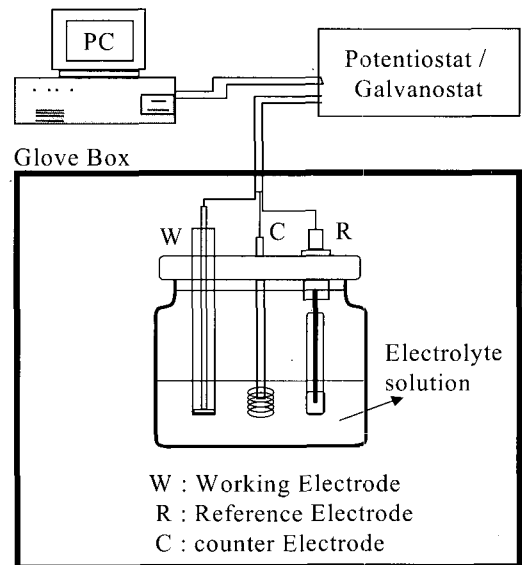 PC
Potentiostat /
Galvanostat
Glove Box
W
C
R
Electrolyte
solution
W : Working Electrode
R : Reference Electrode
C : counter Electrode